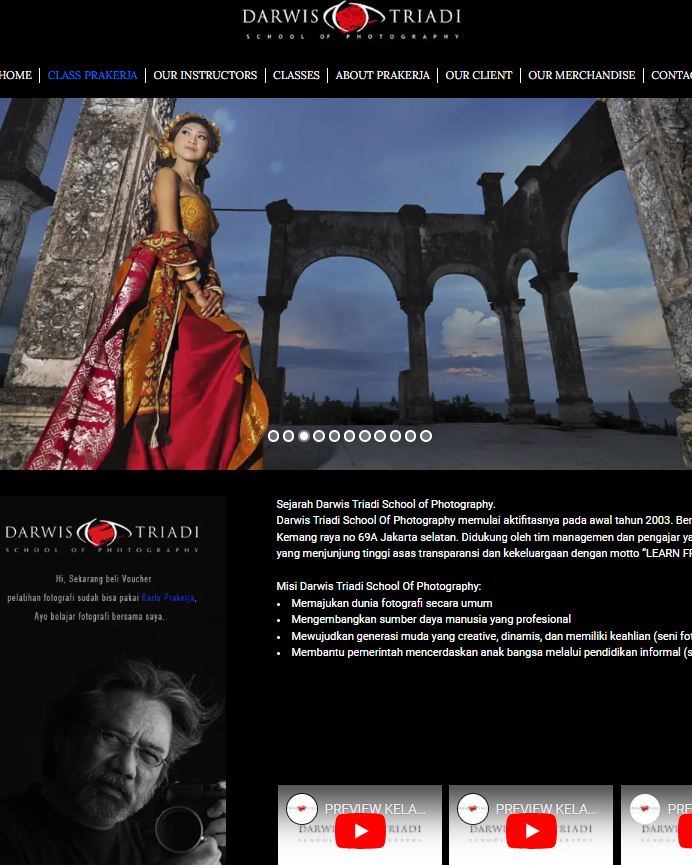 DARWIS TRIADI
SCHOOL OF PHOTOGRAPHY
HOME CLASS PRAKERJA OUR INSTRUCTORS CLASSES ABOUT PRAKERJA OUR CLIENT OUR MERCHANDISE CONTA
DARWIS TRIADI
SCHOOL OF PHOTOGRAPHY
Hi, Sekarang beli Voucher
pelatihan fotografi sudah bisa pakai Kartu Prakerja,
Ayo belajar fotografi bersama saya.
Sejarah Darwis Triadi School of Photography.
Darwis Triadi School Of Photography memulai aktifitasnya pada awal tahun 2003. Ber
Kemang raya no 69A Jakarta selatan. Didukung oleh tim managemen dan pengajar ya
yang menjunjung tinggi asas transparansi dan kekeluargaan dengan motto “LEARN FR
Misi Darwis Triadi School Of Photography:
• Memajukan dunia fotografi secara umum
• Mengembangkan sumber daya manusia yang profesional
• Mewujudkan generasi muda yang creative, dinamis, dan memiliki keahlian (seni fot
• Membantu pemerintah mencerdaskan anak bangsa melalui pendidikan informal (s
PREVIEW KELA... PREVIEW KELA... PRE
DARWIS TRIADI DARWIS TRIADI DARWIS